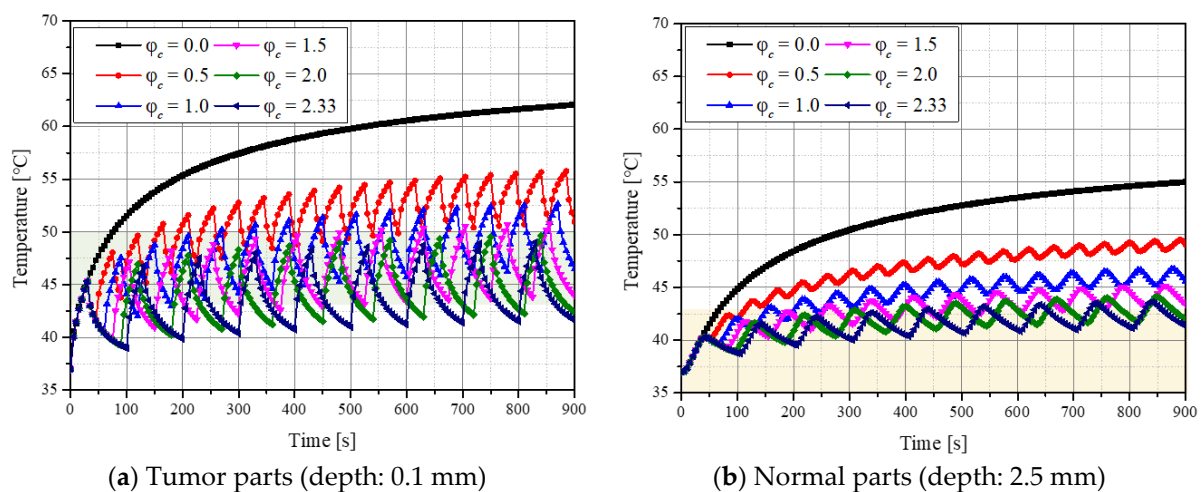 70
65
60
55
50
45
40
35
Temperature [℃]
φc = 0.0 φc = 1.5
φc = 0.5 φc = 2.0
φc = 1.0 φc = 2.33
0 100 200 300 400 500 600 700 800 900
Time [s]
(a) Tumor parts (depth: 0.1 mm)
70
65
60
55
50
45
40
35
Temperature [℃]
φc = 0.0 φc = 1.5
φc = 0.5 φc = 2.0
φc = 1.0 φc = 2.33
0 100 200 300 400 500 600 700 800 900
Time [s]
(b) Normal parts (depth: 2.5 mm)